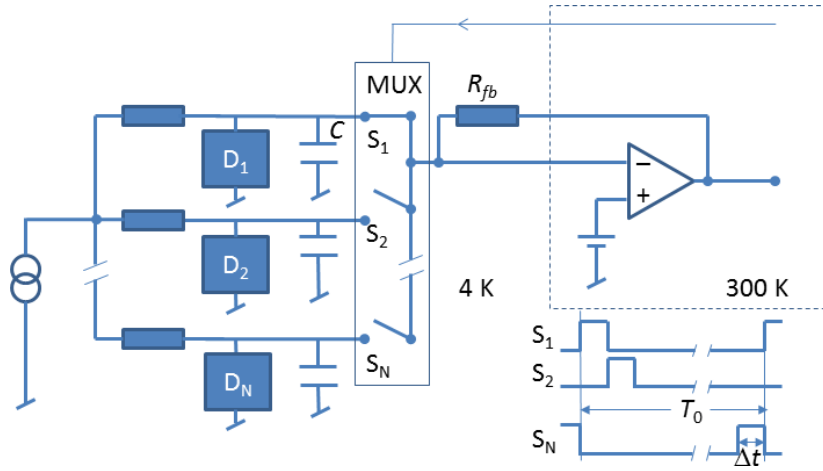 MUX
R_fb
C
S_1
D_1
−
+
S_2
D_2
4 K
300 K
S_N
D_N
S_1
S_2
T_0
S_N
Δt